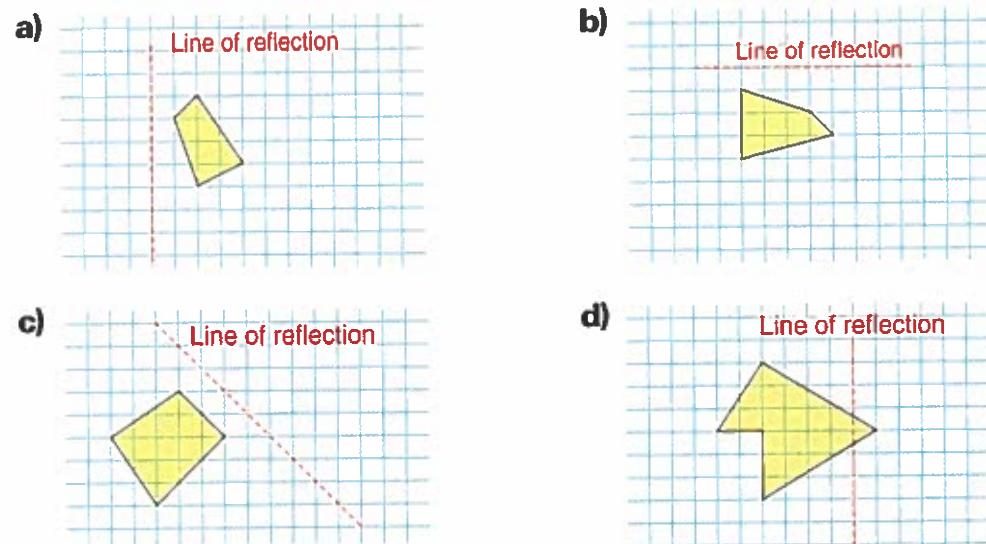 a)
Line of reflection
b)
Line of reflection
c)
Line of reflection
d)
Line of reflection